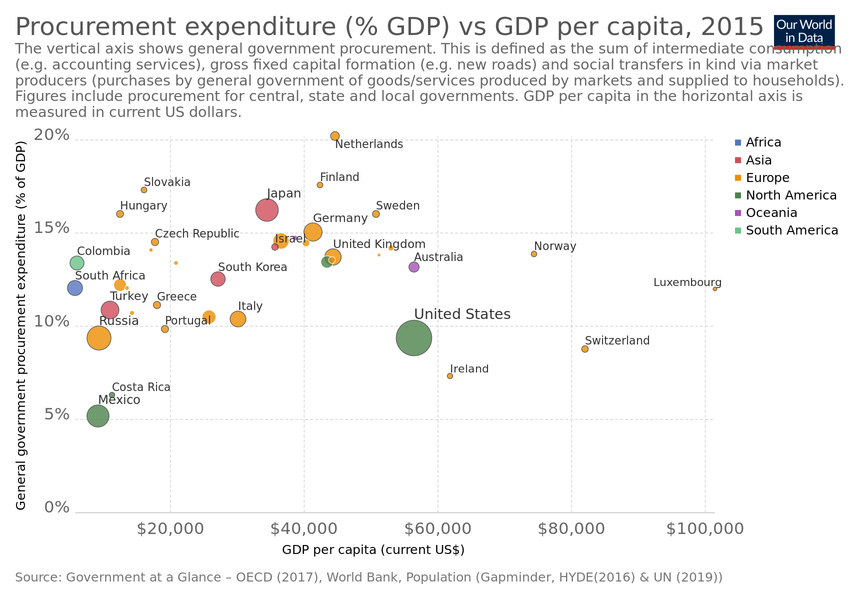 Procurement expenditure (% GDP) vs GDP per capita, 2015
Our World
in Data
The vertical axis shows general government procurement. This is defined as the sum of intermediate consumption
(e.g. accounting services), gross fixed capital formation (e.g. new roads) and social transfers in kind via market
producers (purchases by general government of goods/services produced by markets and supplied to households).
Figures include procurement for central, state and local governments. GDP per capita in the horizontal axis is
measured in current US dollars.
General government procurement expenditure (% of GDP)
20%
15%
10%
5%
0%
Netherlands
Finland
Slovakia
Japan
Hungary
Sweden
Germany
Czech Republic
Israel
United Kingdom
Norway
Colombia
Australia
South Korea
South Africa
Luxembourg
Turkey
Greece
Italy
Russia
Portugal
United States
Switzerland
Ireland
Costa Rica
Mexico
Africa
Asia
Europe
North America
Oceania
South America
$20,000
$40,000
$60,000
$80,000
$100,000
GDP per capita (current US$)
Source: Government at a Glance – OECD (2017), World Bank, Population (Gapminder, HYDE(2016) & UN (2019))